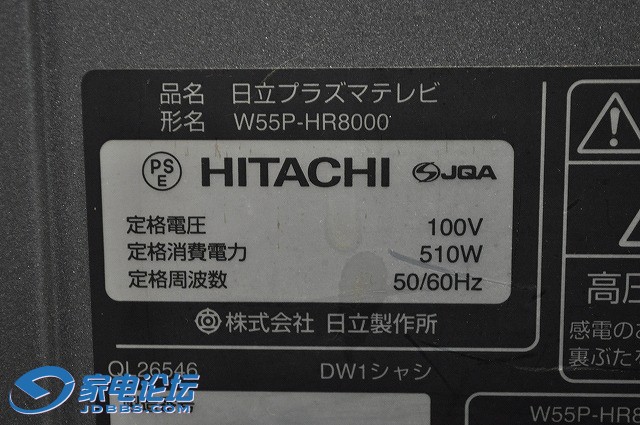 品名 日立プラズマテレビ
形名 W55P-HR8000
PS E HITACHI JQA
定格電圧 100V
定格消費電力 510W
定格周波数 50/60Hz
株式会社 日立製作所
QL26546 DW1シャシ
W55P-HR8
高圧
感電のお
裏ぶた
家电论坛
JDBBS.COM